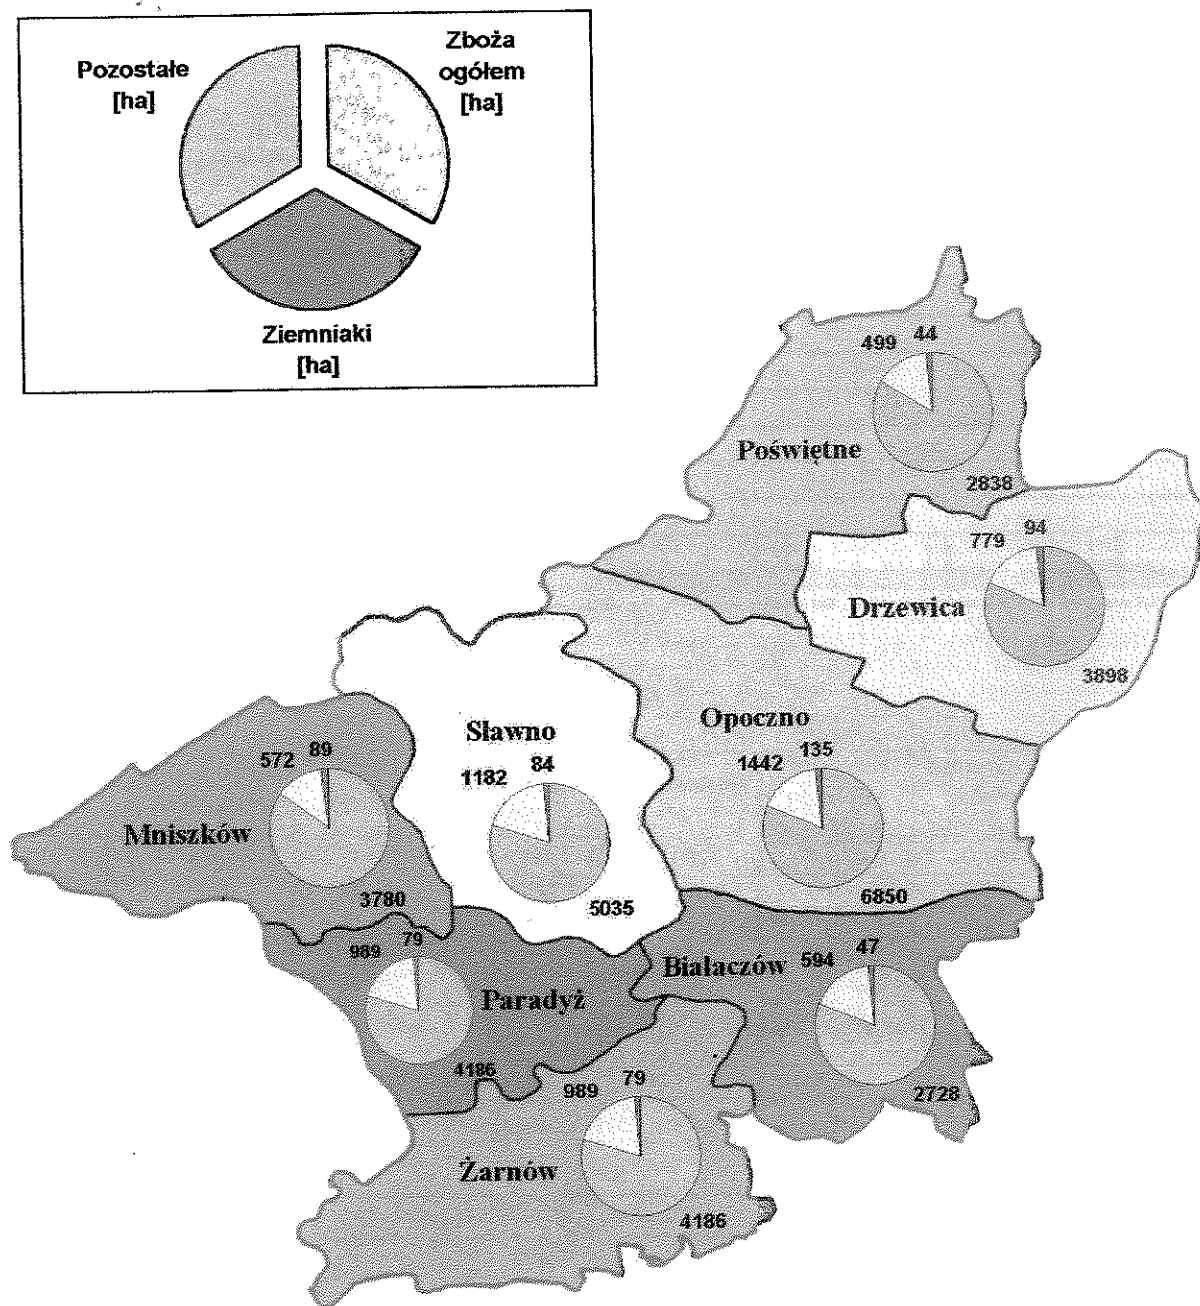 Pozostałe
[ha]
Zboża
ogółem
[ha]
Ziemniaki
[ha]
499 44
Poświętne
2838
779 94
Drzewica
3898
Opoczno
1442 135
6850
Sławno
1182 84
5035
572 89
Mniszków
3780
989 79
Paradyż
4186
Białaczów
594 47
2728
989 79
Żarnów
4186